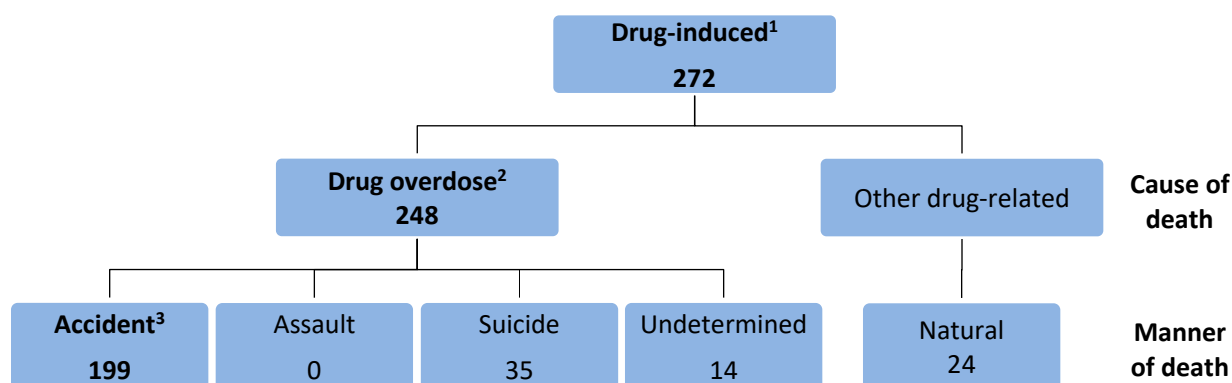 Drug-induced¹
272
Drug overdose²
248
Other drug-related
Cause of
death
Accident³
199
Assault
0
Suicide
35
Undetermined
14
Natural
24
Manner
of death